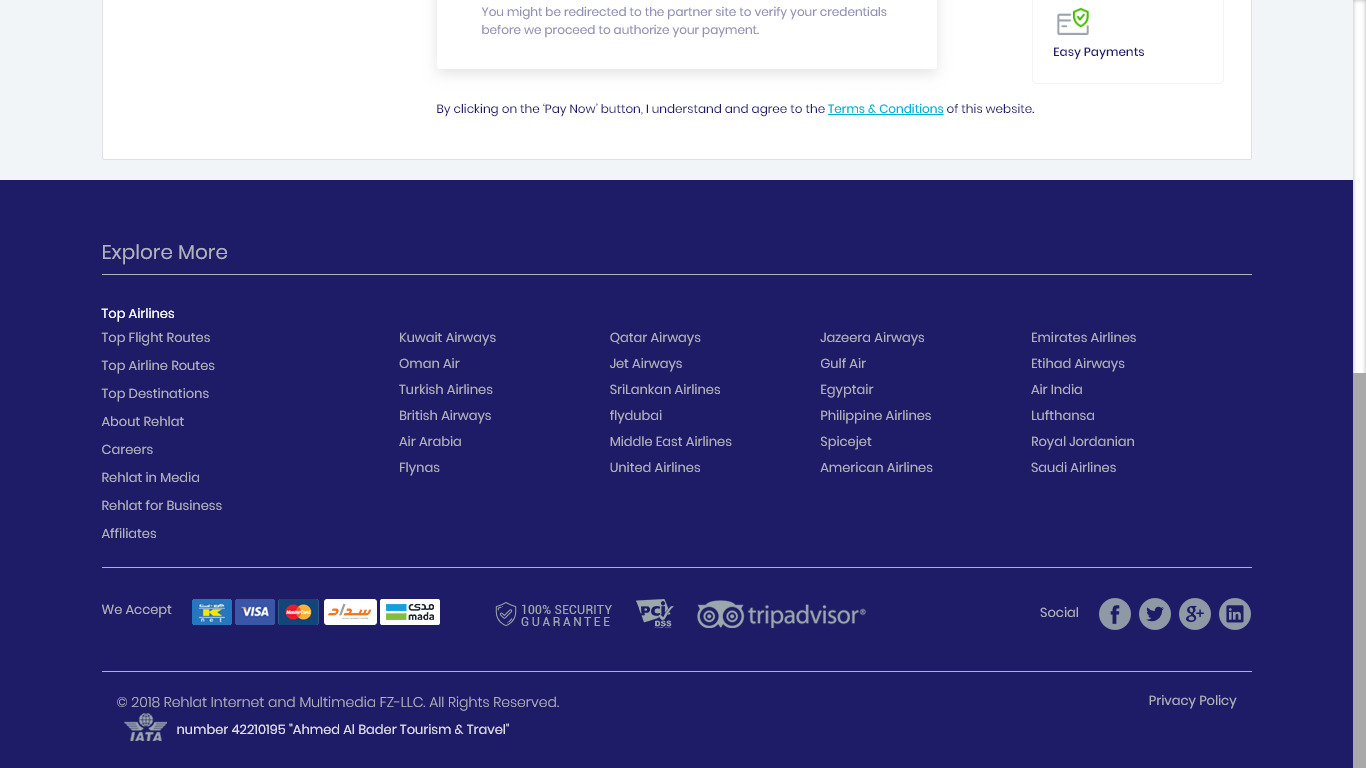 You might be redirected to the partner site to verify your credentials
before we proceed to authorize your payment.
Easy Payments
By clicking on the 'Pay Now' button, I understand and agree to the Terms & Conditions of this website.
Explore More
Top Airlines
Top Flight Routes
Top Airline Routes
Top Destinations
About Rehlat
Careers
Rehlat in Media
Rehlat for Business
Affiliates
Kuwait Airways
Oman Air
Turkish Airlines
British Airways
Air Arabia
Flynas
Qatar Airways
Jet Airways
SriLankan Airlines
flydubai
Middle East Airlines
United Airlines
Jazeera Airways
Gulf Air
Egyptair
Philippine Airlines
Spicejet
American Airlines
Emirates Airlines
Etihad Airways
Air India
Lufthansa
Royal Jordanian
Saudi Airlines
We Accept
VISA
MasterCard
سداد
مدى
mada
100% SECURITY
GUARANTEE
PCI
DSS
tripadvisor®
Social
© 2018 Rehlat Internet and Multimedia FZ-LLC. All Rights Reserved.
Privacy Policy
IATA
number 42210195 "Ahmed Al Bader Tourism & Travel"